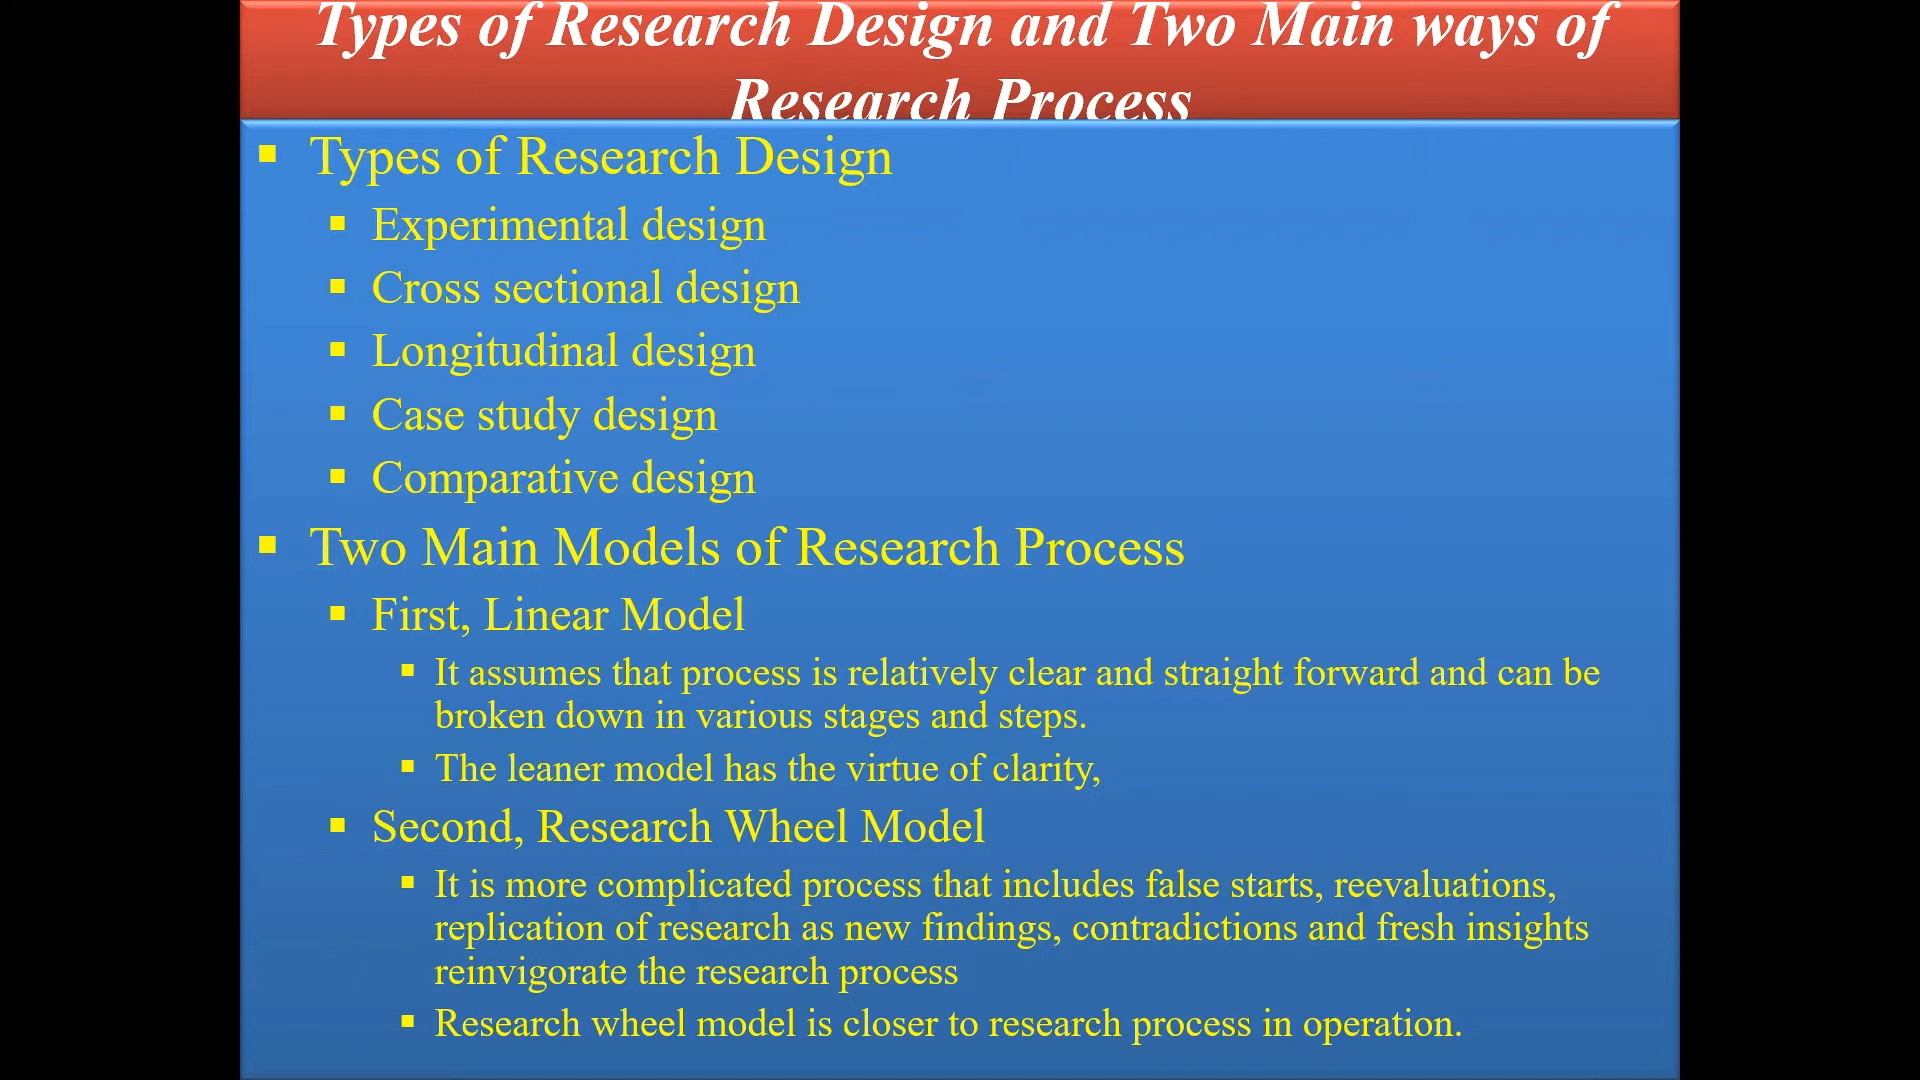 Types of Research Design and Two Main ways of
Research Process
▪ Types of Research Design
▪ Experimental design
▪ Cross sectional design
▪ Longitudinal design
▪ Case study design
▪ Comparative design
▪ Two Main Models of Research Process
▪ First, Linear Model
▪ It assumes that process is relatively clear and straight forward and can be
broken down in various stages and steps.
▪ The leaner model has the virtue of clarity,
▪ Second, Research Wheel Model
▪ It is more complicated process that includes false starts, reevaluations,
replication of research as new findings, contradictions and fresh insights
reinvigorate the research process
▪ Research wheel model is closer to research process in operation.